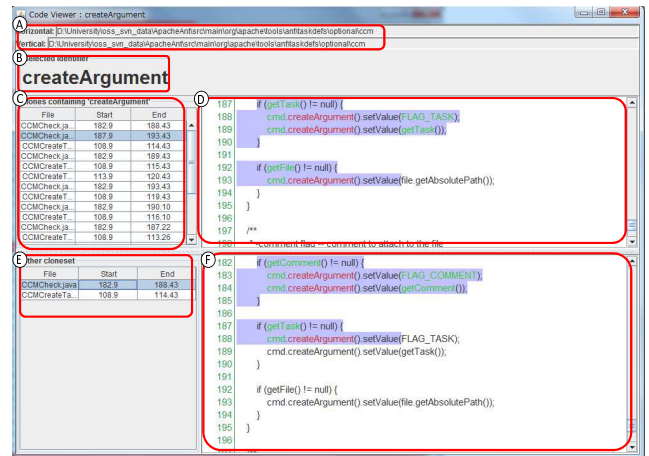 Code Viewer : createArgument
A
Horizontal: D:\University\oss_svn_data\ApacheAnt\src\main\org\apache\tools\ant\taskdefs\optional\ccm
Vertical: D:\University\oss_svn_data\ApacheAnt\src\main\org\apache\tools\ant\taskdefs\optional\ccm
B
Selected identifier
createArgument
C
Clones containing 'createArgument'
File Start End
CCMCheck.ja... 182.9 188.43
CCMCheck.ja... 187.9 193.43
CCMCreateT... 108.9 114.43
CCMCheck.ja... 182.9 189.43
CCMCreateT... 108.9 115.43
CCMCreateT... 113.9 120.43
CCMCheck.ja... 182.9 193.43
CCMCreateT... 108.9 119.43
CCMCheck.ja... 182.9 190.10
CCMCreateT... 108.9 116.10
CCMCheck.ja... 182.9 187.22
CCMCreateT... 108.9 113.26
D
187 if (getTask() != null) {
188 cmd.createArgument().setValue(FLAG_TASK);
189 cmd.createArgument().setValue(getTask());
190 }
191
192 if (getFile() != null) {
193 cmd.createArgument().setValue(file.getAbsolutePath());
194 }
195 }
196
197 /**
198 * -comment flag -- comment to attach to the file
E
Other cloneset
File Start End
CCMCheck.java 182.9 188.43
CCMCreateTa... 108.9 114.43
F
182 if (getComment() != null) {
183 cmd.createArgument().setValue(FLAG_COMMENT);
184 cmd.createArgument().setValue(getComment());
185 }
186
187 if (getTask() != null) {
188 cmd.createArgument().setValue(FLAG_TASK);
189 cmd.createArgument().setValue(getTask());
190 }
191
192 if (getFile() != null) {
193 cmd.createArgument().setValue(file.getAbsolutePath());
194 }
195 }
196